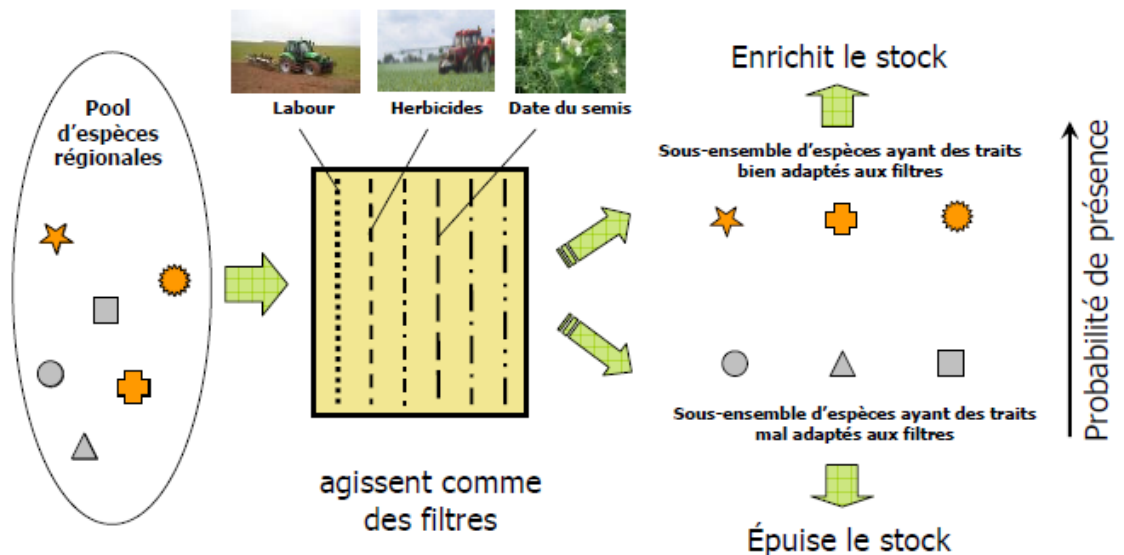 Pool
d'espèces
régionales
Labour
Herbicides
Date du semis
agissent comme
des filtres
Enrichit le stock
Sous-ensemble d'espèces ayant des traits
bien adaptés aux filtres
Sous-ensemble d'espèces ayant des traits
mal adaptés aux filtres
Épuise le stock
Probabilité de présence